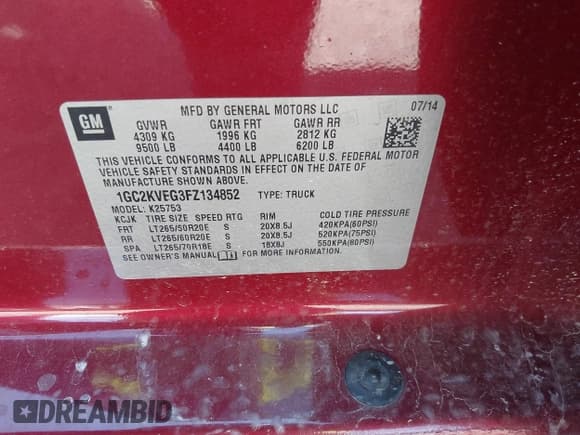 GM
MFD BY GENERAL MOTORS LLC 07/14
GVWR GAWR FRT GAWR RR
4309 KG 1996 KG 2812 KG
9500 LB 4400 LB 6200 LB
THIS VEHICLE CONFORMS TO ALL APPLICABLE U.S. FEDERAL MOTOR
VEHICLE SAFETY STANDARDS IN EFFECT ON THE DATE OF
MANUFACTURE SHOWN ABOVE.
1GC2KVEG3FZ134852 TYPE: TRUCK
MODEL: K25753
KCJK TIRE SIZE SPEED RTG RIM COLD TIRE PRESSURE
FRT LT265/60R20E S 20X8.5J 420KPA(60PSI)
RR LT265/60R20E S 20X8.5J 520KPA(75PSI)
SPA LT265/70R18E S 18X8J 550KPA(80PSI)
SEE OWNER'S MANUAL FOR MORE INFORMATION.
DREAMBID